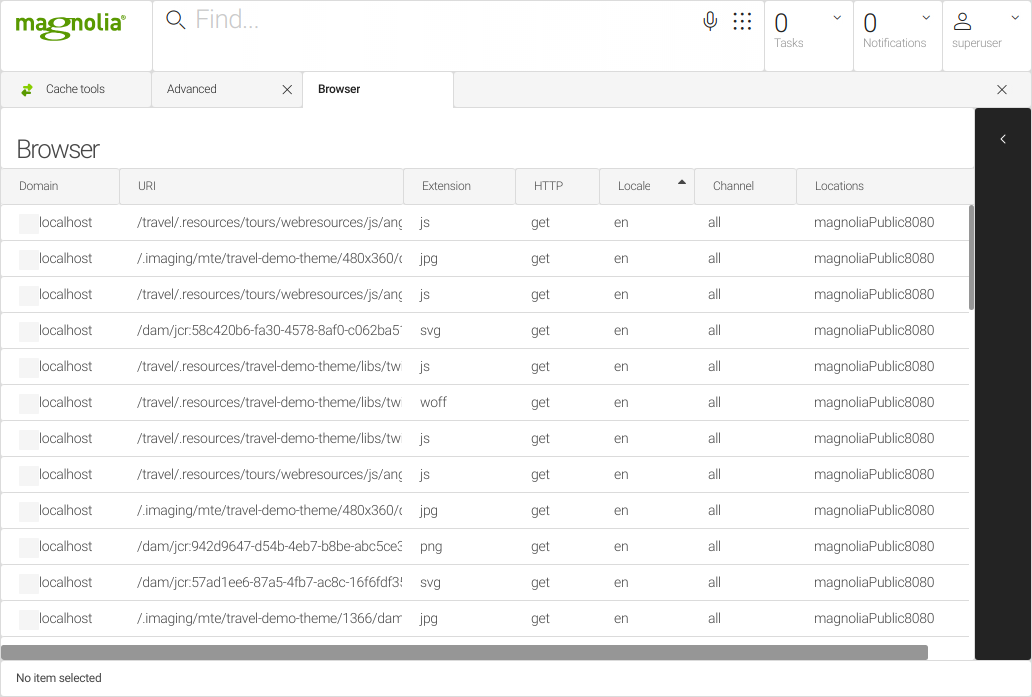 magnolia®
Find...
0
Tasks
0
Notifications
superuser
Cache tools
Advanced
Browser
Browser
Domain URI Extension HTTP Locale Channel Locations
localhost /travel/.resources/tours/webresources/js/ang js get en all magnoliaPublic8080
localhost /.imaging/mte/travel-demo-theme/480x360/ jpg get en all magnoliaPublic8080
localhost /travel/.resources/tours/webresources/js/ang js get en all magnoliaPublic8080
localhost /dam/jcr:58c420b6-fa30-4578-8af0-c062ba51 svg get en all magnoliaPublic8080
localhost /travel/.resources/travel-demo-theme/libs/tw js get en all magnoliaPublic8080
localhost /travel/.resources/travel-demo-theme/libs/tw woff get en all magnoliaPublic8080
localhost /travel/.resources/travel-demo-theme/libs/tw js get en all magnoliaPublic8080
localhost /travel/.resources/tours/webresources/js/ang js get en all magnoliaPublic8080
localhost /.imaging/mte/travel-demo-theme/480x360/ jpg get en all magnoliaPublic8080
localhost /dam/jcr:942d9647-d54b-4eb7-b8be-abc5ce3 png get en all magnoliaPublic8080
localhost /dam/jcr:57ad1ee6-87a5-4fb7-ac8c-16f6fdf35 svg get en all magnoliaPublic8080
localhost /.imaging/mte/travel-demo-theme/1366/dam jpg get en all magnoliaPublic8080
No item selected